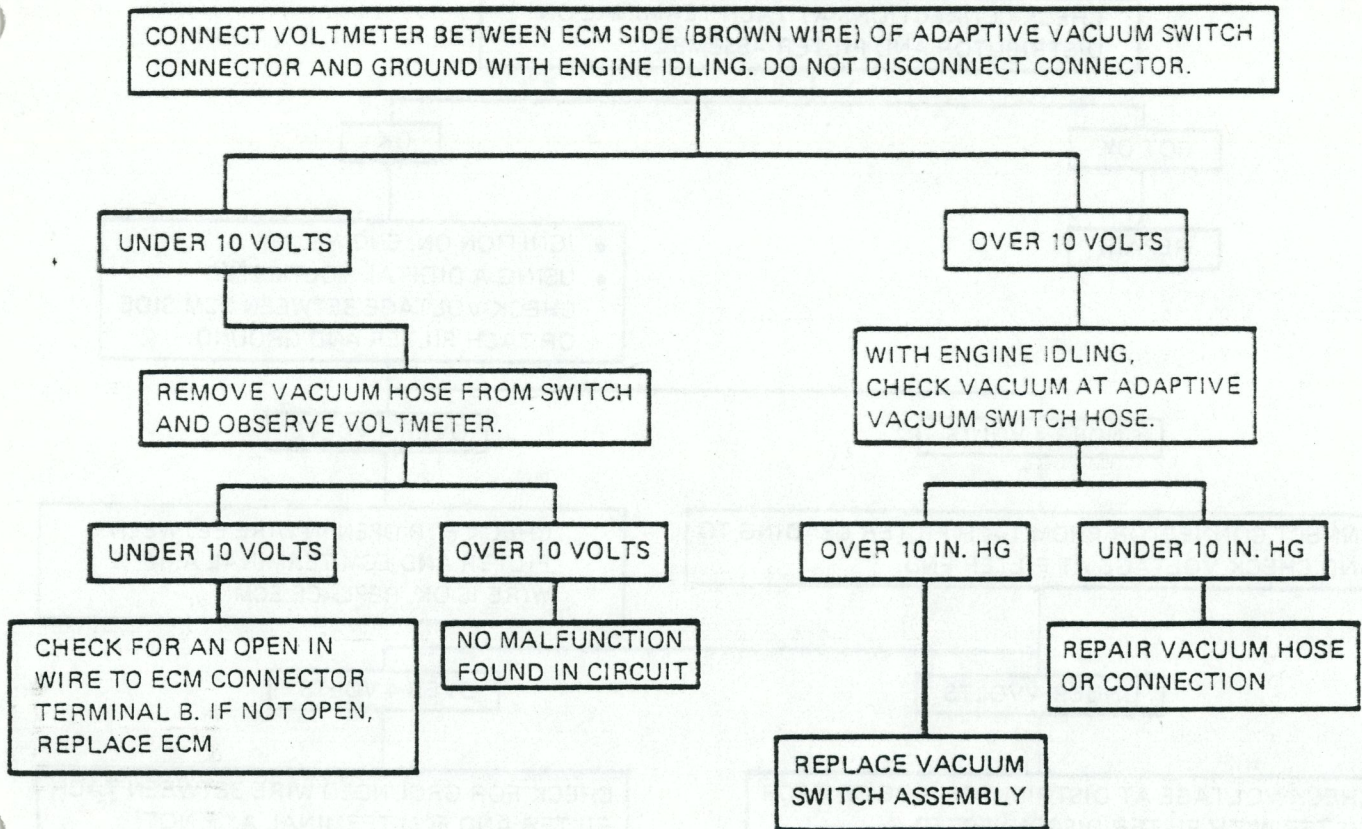 CONNECT VOLTMETER BETWEEN ECM SIDE (BROWN WIRE) OF ADAPTIVE VACUUM SWITCH
CONNECTOR AND GROUND WITH ENGINE IDLING. DO NOT DISCONNECT CONNECTOR.
UNDER 10 VOLTS
OVER 10 VOLTS
REMOVE VACUUM HOSE FROM SWITCH
AND OBSERVE VOLTMETER.
WITH ENGINE IDLING,
CHECK VACUUM AT ADAPTIVE
VACUUM SWITCH HOSE.
UNDER 10 VOLTS
OVER 10 VOLTS
OVER 10 IN. HG
UNDER 10 IN. HG
CHECK FOR AN OPEN IN
WIRE TO ECM CONNECTOR
TERMINAL B. IF NOT OPEN,
REPLACE ECM
NO MALFUNCTION
FOUND IN CIRCUIT
REPAIR VACUUM HOSE
OR CONNECTION
REPLACE VACUUM
SWITCH ASSEMBLY